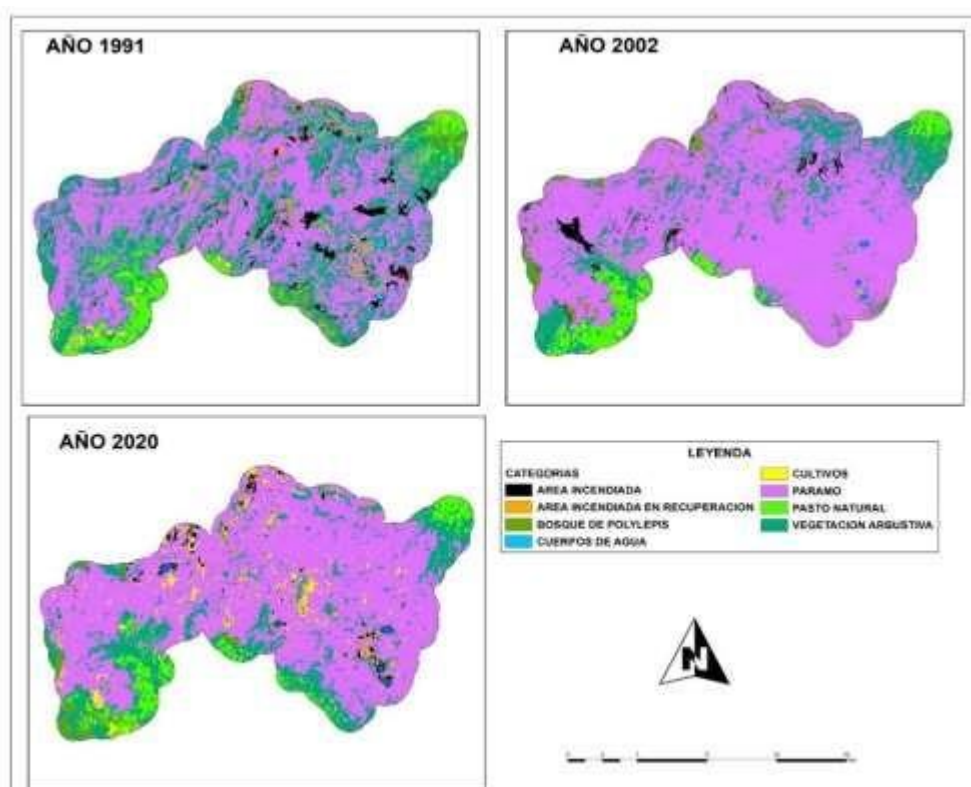 AÑO 1991
AÑO 2002
AÑO 2020
LEYENDA
CATEGORIAS
AREA INCENDIADA
AREA INCENDIADA EN RECUPERACION
BOSQUE DE POLYLEPIS
CUERPOS DE AGUA
CULTIVOS
PARAMO
PASTO NATURAL
VEGETACION ARBUSTIVA
N